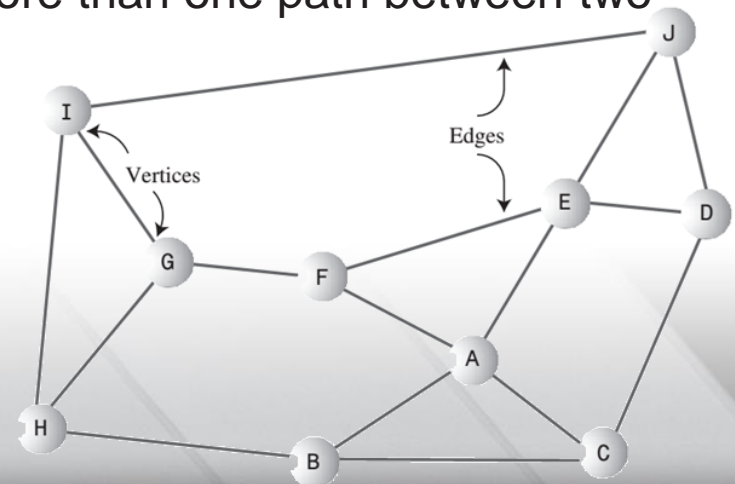 ore than one path between two
J
I
Edges
Vertices
E
D
G
F
A
H
B
C